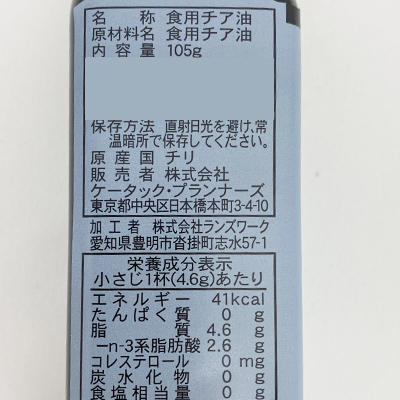 名称 食用チア油
原材料名 食用チア油
内容量 105g
保存方法 直射日光を避け、常
温暗所で保存してください。
原産国 チリ
販売者 株式会社
ケータック・プランナーズ
東京都中央区日本橋本町3-4-10
加工者 株式会社ランズワーク
愛知県豊明市沓掛町志水57-1
栄養成分表示
小さじ1杯(4.6g)あたり
エネルギー 41kcal
たんぱく質 0 g
脂質 4.6 g
ーn-3系脂肪酸 2.6 g
コレステロール 0 mg
炭水化物 0 g
食塩相当量 0 g